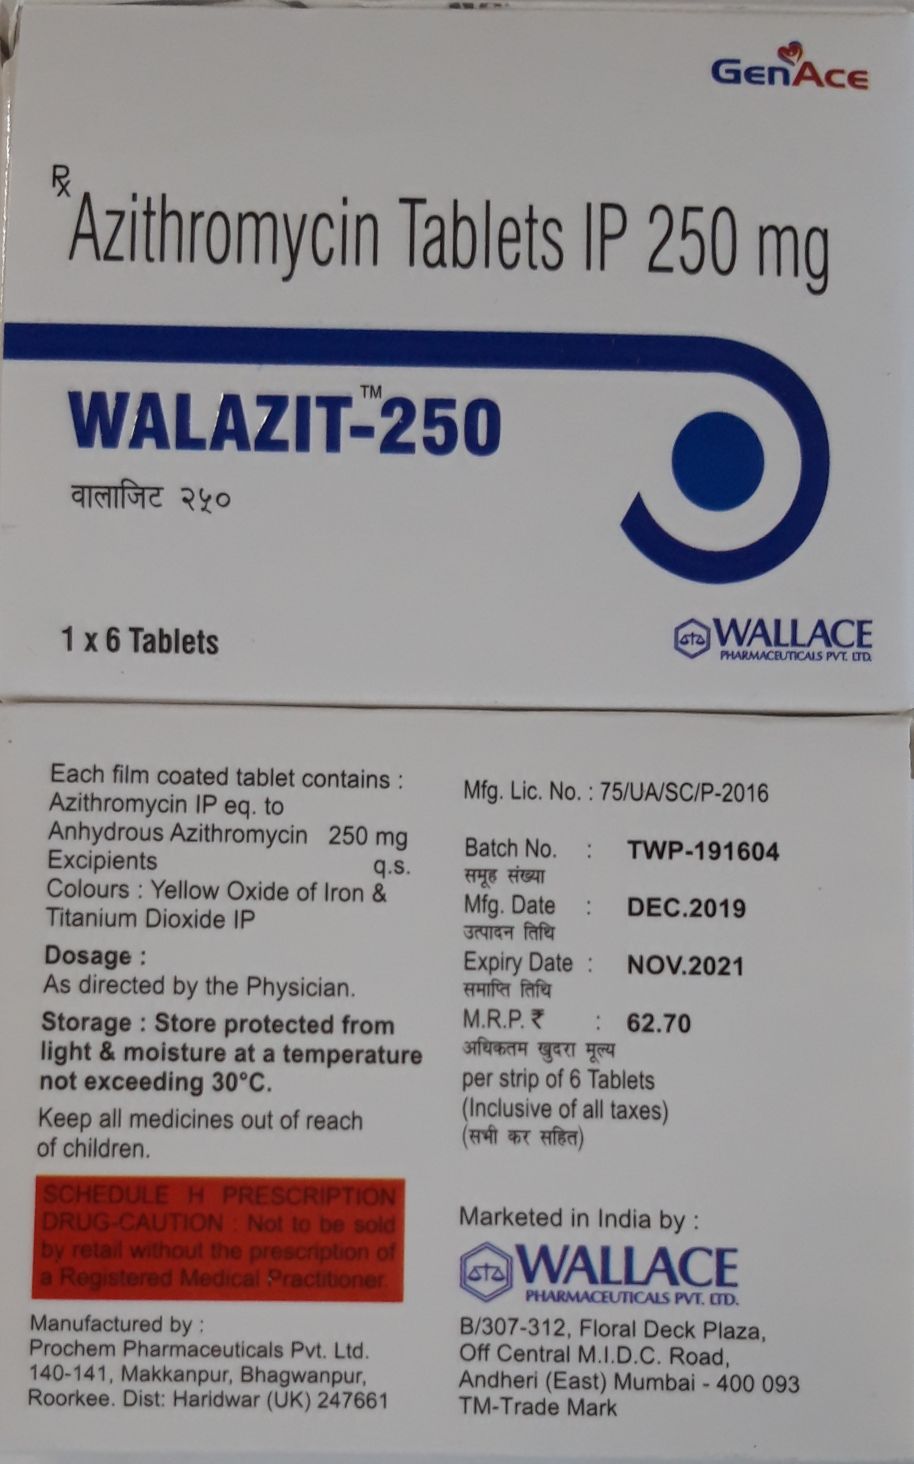 GenAce
Rx
Azithromycin Tablets IP 250 mg
WALAZIT™-250
वालाजिट २५०
1 x 6 Tablets
WALLACE
PHARMACEUTICALS PVT. LTD.
Each film coated tablet contains :
Azithromycin IP eq. to
Anhydrous Azithromycin 250 mg
Excipients q.s.
Colours : Yellow Oxide of Iron &
Titanium Dioxide IP
Dosage :
As directed by the Physician.
Storage : Store protected from
light & moisture at a temperature
not exceeding 30°C.
Keep all medicines out of reach
of children.
SCHEDULE H PRESCRIPTION
DRUG-CAUTION : Not to be sold
by retail without the prescription of
a Registered Medical Practitioner.
Manufactured by :
Prochem Pharmaceuticals Pvt. Ltd.
140-141, Makkanpur, Bhagwanpur,
Roorkee. Dist: Haridwar (UK) 247661
Mfg. Lic. No. : 75/UA/SC/P-2016
Batch No. : TWP-191604
समूह संख्या
Mfg. Date : DEC.2019
उत्पादन तिथि
Expiry Date : NOV.2021
समाप्ति तिथि
M.R.P. ₹ : 62.70
अधिकतम खुदरा मूल्य
per strip of 6 Tablets
(Inclusive of all taxes)
(सभी कर सहित)
Marketed in India by :
WALLACE
PHARMACEUTICALS PVT. LTD.
B/307-312, Floral Deck Plaza,
Off Central M.I.D.C. Road,
Andheri (East) Mumbai - 400 093
TM-Trade Mark